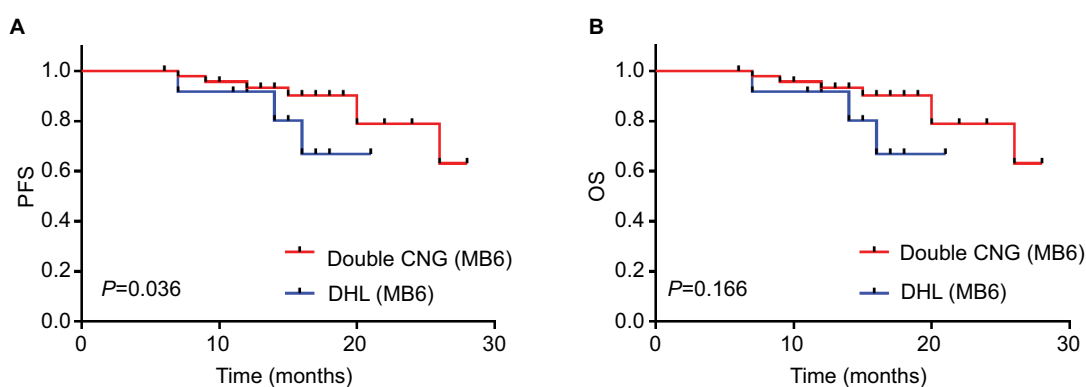 A
1.0
0.8
0.6
0.4
0.2
0.0
PFS
Double CNG (MB6)
DHL (MB6)
P=0.036
0
10
20
30
Time (months)
B
1.0
0.8
0.6
0.4
0.2
0.0
OS
Double CNG (MB6)
DHL (MB6)
P=0.166
0
10
20
30
Time (months)